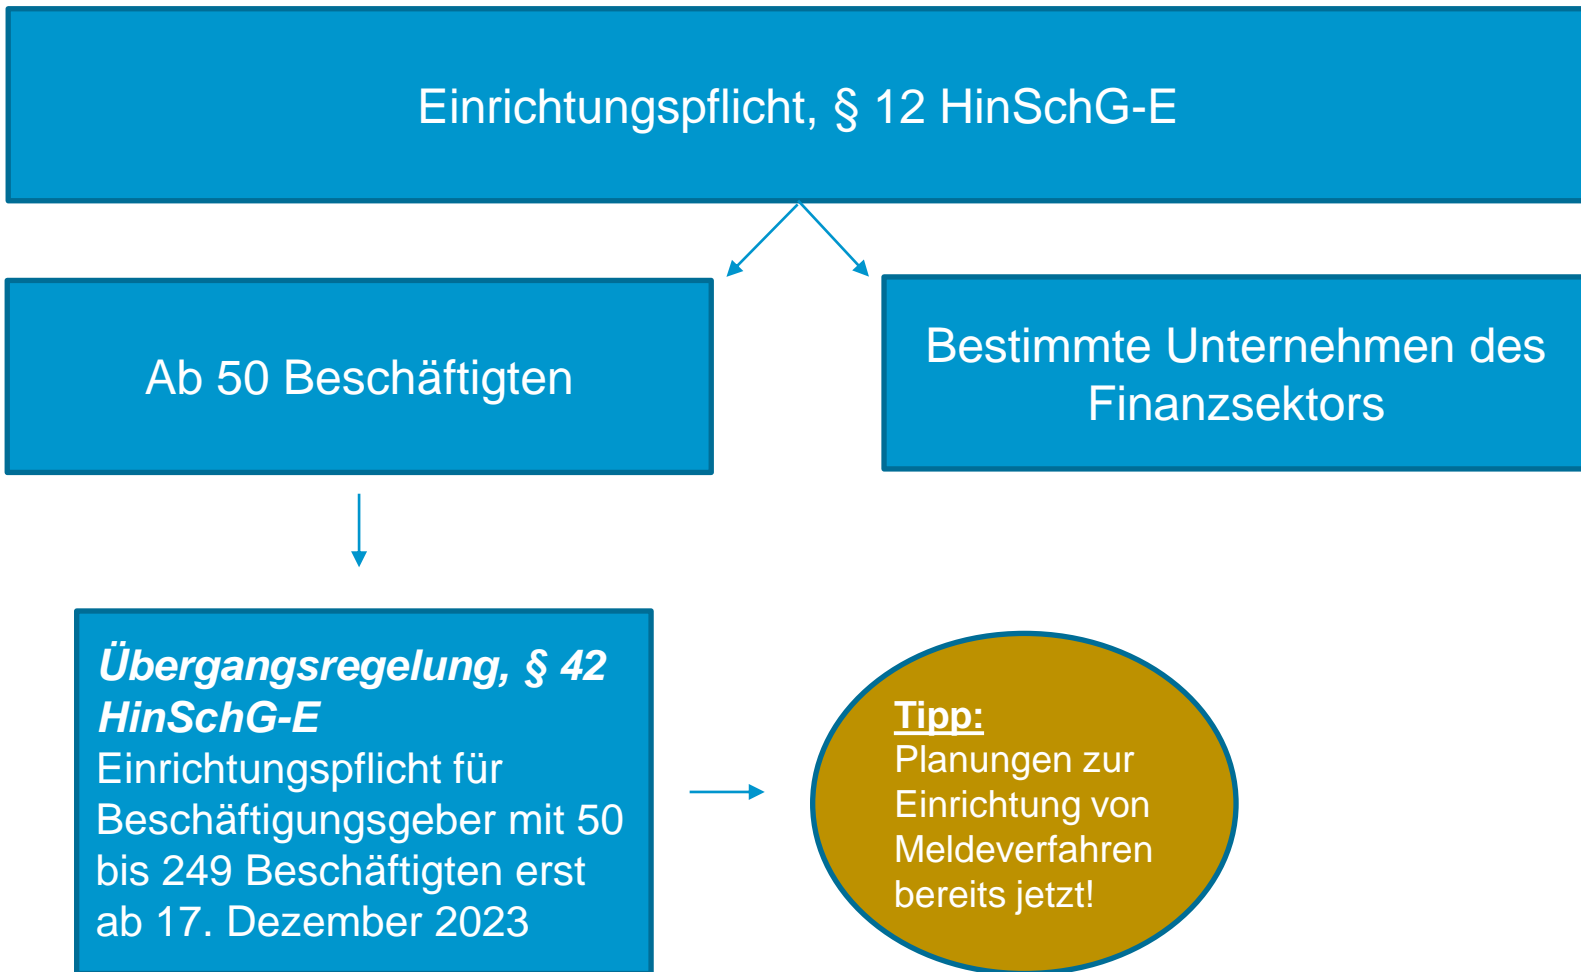 Einrichtungspflicht, § 12 HinSchG-E
Ab 50 Beschäftigten
Bestimmte Unternehmen des
Finanzsektors
Übergangsregelung, § 42
HinSchG-E
Einrichtungspflicht für
Beschäftigungsgeber mit 50
bis 249 Beschäftigten erst
ab 17. Dezember 2023
Tipp:
Planungen zur
Einrichtung von
Meldeverfahren
bereits jetzt!